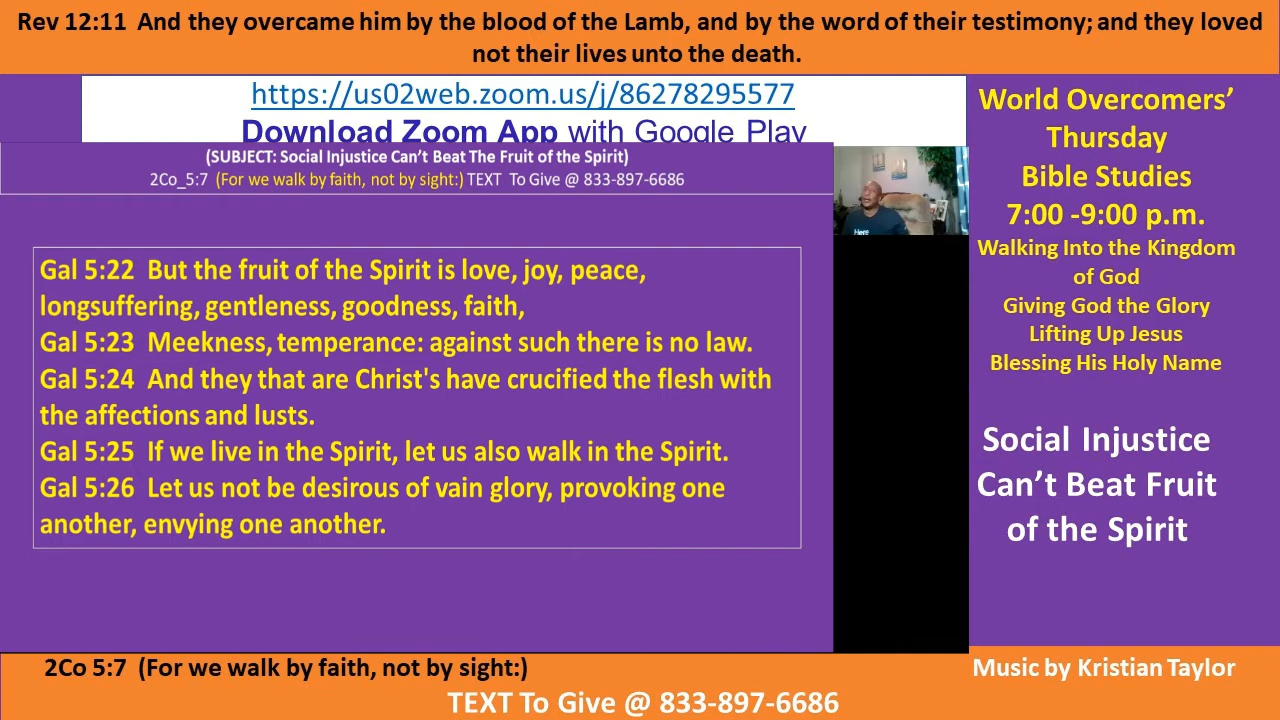 Rev 12:11  And they overcame him by the blood of the Lamb, and by the word of their testimony; and they loved
not their lives unto the death.
https://us02web.zoom.us/j/86278295577
Download Zoom App with Google Play
(SUBJECT: Social Injustice Can't Beat The Fruit of the Spirit)
2Co_5:7  (For we walk by faith, not by sight:) TEXT  To Give @ 833-897-6686
Gal 5:22  But the fruit of the Spirit is love, joy, peace,
longsuffering, gentleness, goodness, faith,
Gal 5:23  Meekness, temperance: against such there is no law.
Gal 5:24  And they that are Christ's have crucified the flesh with
the affections and lusts.
Gal 5:25  If we live in the Spirit, let us also walk in the Spirit.
Gal 5:26  Let us not be desirous of vain glory, provoking one
another, envying one another.
Here
World Overcomers’
Thursday
Bible Studies
7:00 -9:00 p.m.
Walking Into the Kingdom
of God
Giving God the Glory
Lifting Up Jesus
Blessing His Holy Name
Social Injustice
Can’t Beat Fruit
of the Spirit
2Co 5:7  (For we walk by faith, not by sight:)
Music by Kristian Taylor
TEXT To Give @ 833-897-6686